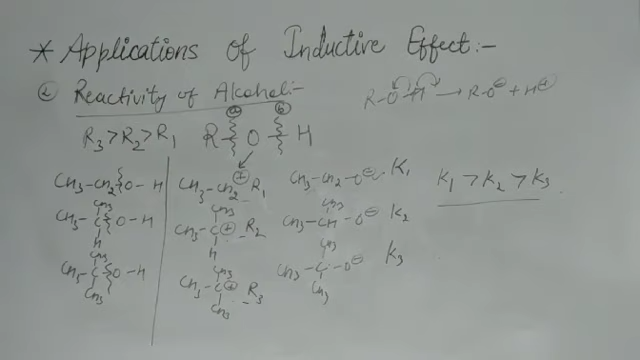 * Applications of Inductive Effect:-
② Reactivity of Alcohol:-
R-O-H → R-O⊖ + H⊕
ⓐ ⓑ
R₃ > R₂ > R₁
R O H
CH₃-CH₂ O-H
CH₃-CH₂⊕ R₁
CH₃-CH₂-O⊖ K₁
K₁ > K₂ > K₃
CH₃
CH₃-C O-H
H
CH₃
CH₃-C⊕ R₂
H
CH₃-CH-O⊖ K₂
CH₃
CH₃
CH₃-C O-H
CH₃
CH₃
CH₃-C⊕ R₃
CH₃
CH₃
CH₃-C-O⊖ K₃
CH₃